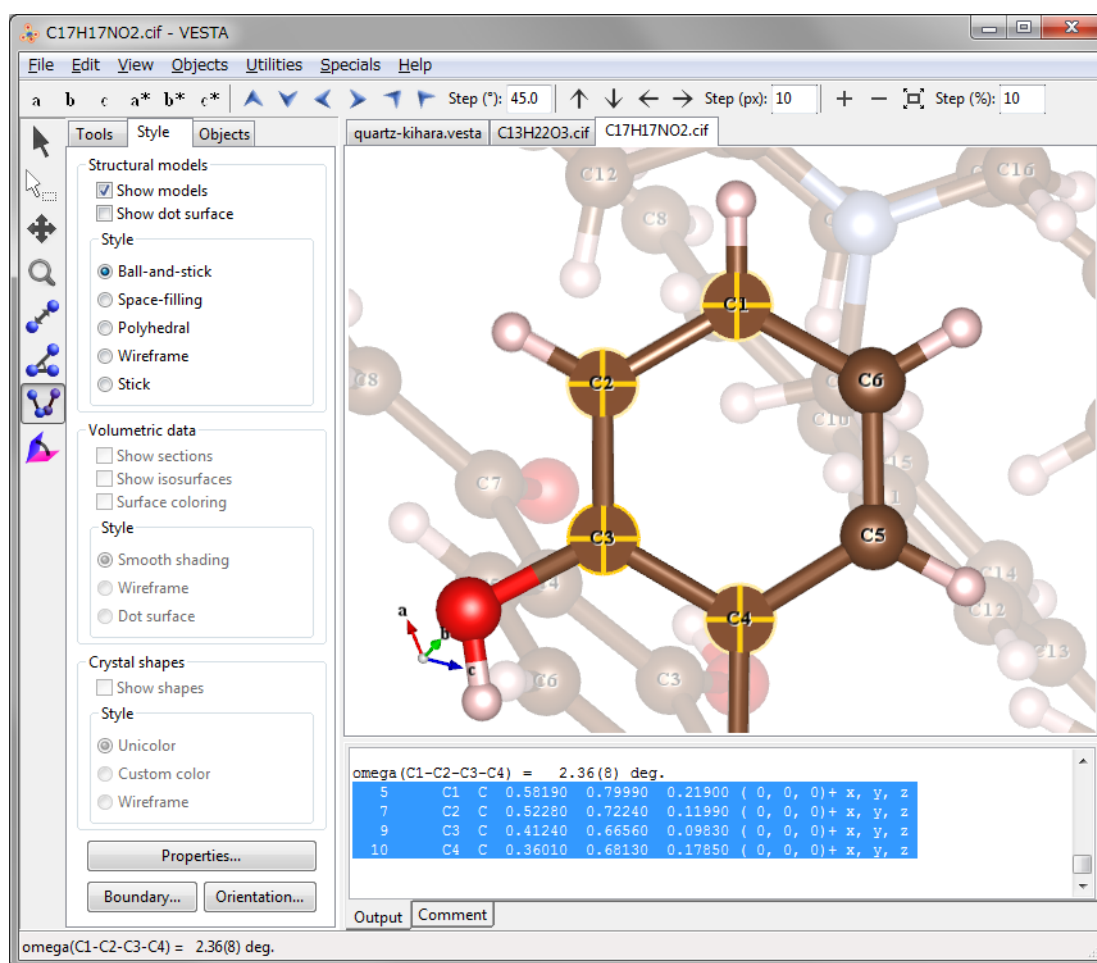 C17H17NO2.cif - VESTA
File Edit View Objects Utilities Specials Help
a b c a* b* c* Step (°): 45.0 Step (px): 10 Step (%): 10
Tools Style Objects
quartz-kihara.vesta C13H22O3.cif C17H17NO2.cif
Structural models
Show models
Show dot surface
Style
Ball-and-stick
Space-filling
Polyhedral
Wireframe
Stick
Volumetric data
Show sections
Show isosurfaces
Surface coloring
Style
Smooth shading
Wireframe
Dot surface
Crystal shapes
Show shapes
Style
Unicolor
Custom color
Wireframe
Properties...
Boundary... Orientation...
C12
C16
C8
C1
C8
C2
C6
C10
C7
C15
C3
C5
C4
C14
C12
C4
C13
a
b
c
C6
C3
omega(C1-C2-C3-C4) = 2.36(8) deg.
5 C1 C 0.58190 0.79990 0.21900 ( 0, 0, 0)+ x, y, z
7 C2 C 0.52280 0.72240 0.11990 ( 0, 0, 0)+ x, y, z
9 C3 C 0.41240 0.66560 0.09830 ( 0, 0, 0)+ x, y, z
10 C4 C 0.36010 0.68130 0.17850 ( 0, 0, 0)+ x, y, z
Output Comment
omega(C1-C2-C3-C4) = 2.36(8) deg.